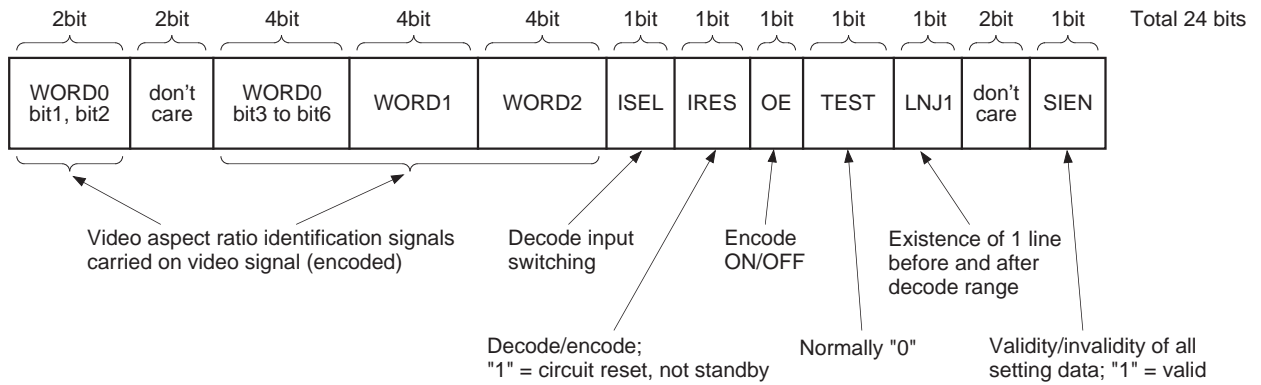 2bit 2bit 4bit 4bit 4bit 1bit 1bit 1bit 1bit 1bit 2bit 1bit Total 24 bits
WORD0
bit1, bit2
don't
care
WORD0
bit3 to bit6
WORD1
WORD2
ISEL
IRES
OE
TEST
LNJ1
don't
care
SIEN
Video aspect ratio identification signals
carried on video signal (encoded)
Decode input
switching
Encode
ON/OFF
Existence of 1 line
before and after
decode range
Decode/encode;
"1" = circuit reset, not standby
Normally "0"
Validity/invalidity of all
setting data; "1" = valid